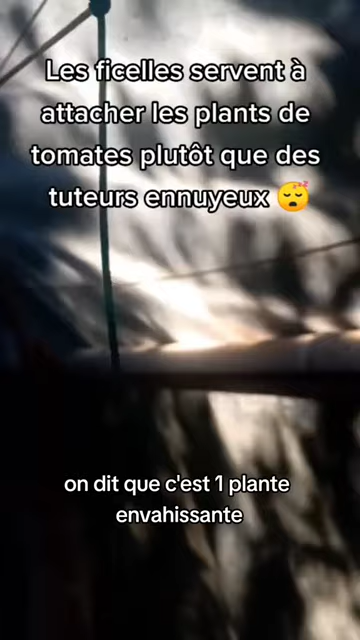 Les ficelles servent à
attacher les plants de
tomates plutôt que des
tuteurs ennuyeux 😴
on dit que c'est 1 plante
envahissante